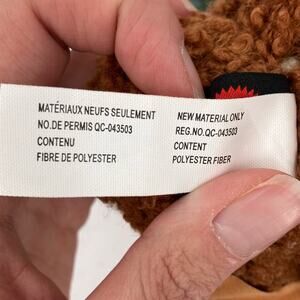 MATÉRIAUX NEUFS SEULEMENT
NO.DE PERMIS QC-043503
CONTENU
FIBRE DE POLYESTER
NEW MATERIAL ONLY
REG.NO.QC-043503
CONTENT
POLYESTER FIBER